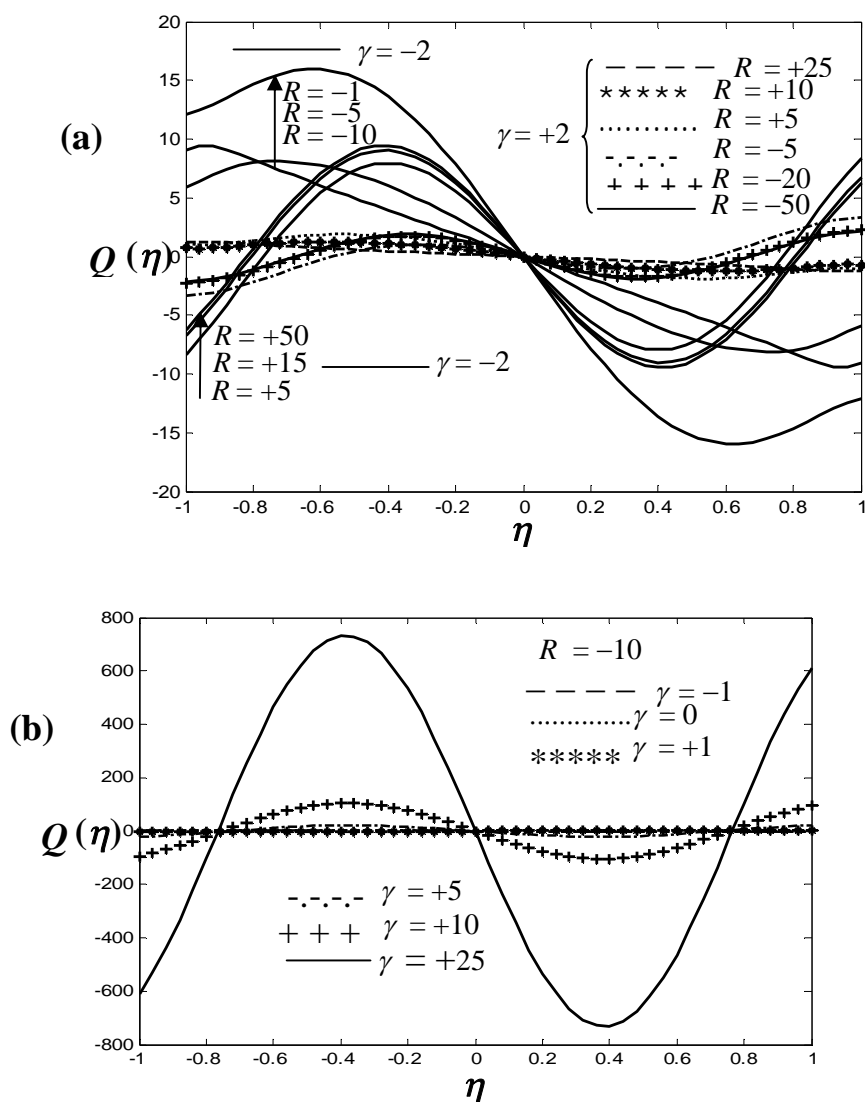 20
15
10
5
0
-5
-10
-15
-20
(a)
Q (η)
γ = −2
R = −1
R = −5
R = −10
γ = +2
R = +25
R = +10
R = +5
R = −5
R = −20
R = −50
R = +50
R = +15
R = +5
γ = −2
-1 -0.8 -0.6 -0.4 -0.2 0 0.2 0.4 0.6 0.8 1
η
800
600
400
200
0
-200
-400
-600
-800
(b)
Q (η)
R = −10
γ = −1
γ = 0
γ = +1
γ = +5
γ = +10
γ = +25
-1 -0.8 -0.6 -0.4 -0.2 0 0.2 0.4 0.6 0.8 1
η